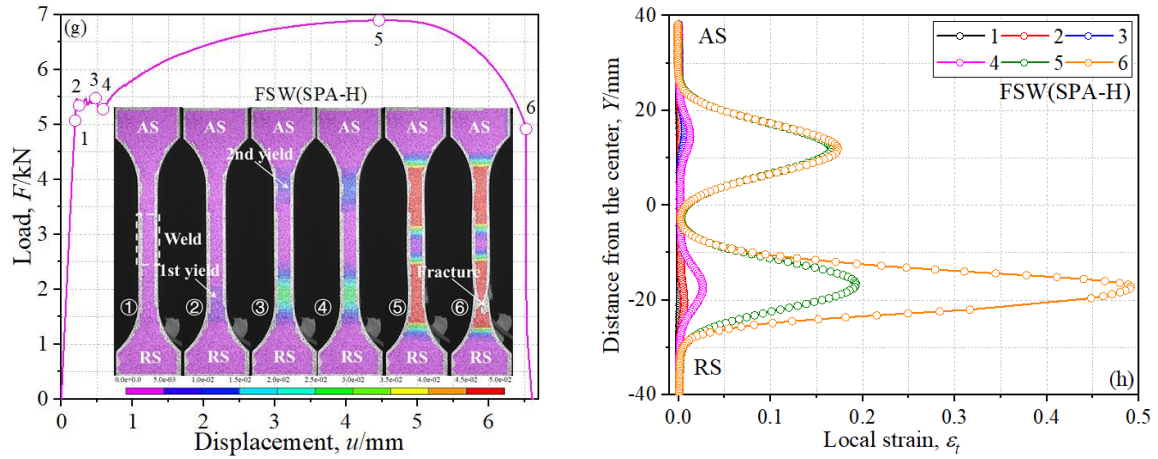 (g)
7
6
5
4
3
2
1
0
Load, F/kN
0 1 2 3 4 5 6
Displacement, u/mm
1
2
3
4
5
6
FSW(SPA-H)
AS AS AS AS AS AS
2nd yield
Weld
1st yield
Fracture
① ② ③ ④ ⑤ ⑥
RS RS RS RS RS RS
0.0e+0.0 5.0e-03 1.0e-02 1.5e-02 2.0e-02 2.5e-02 3.0e-02 3.5e-02 4.0e-02 4.5e-02 5.0e-02
40
20
0
-20
-40
Distance from the center, Y/mm
AS
1 2 3
4 5 6
FSW(SPA-H)
RS
(h)
0.0 0.1 0.2 0.3 0.4 0.5
Local strain, εt